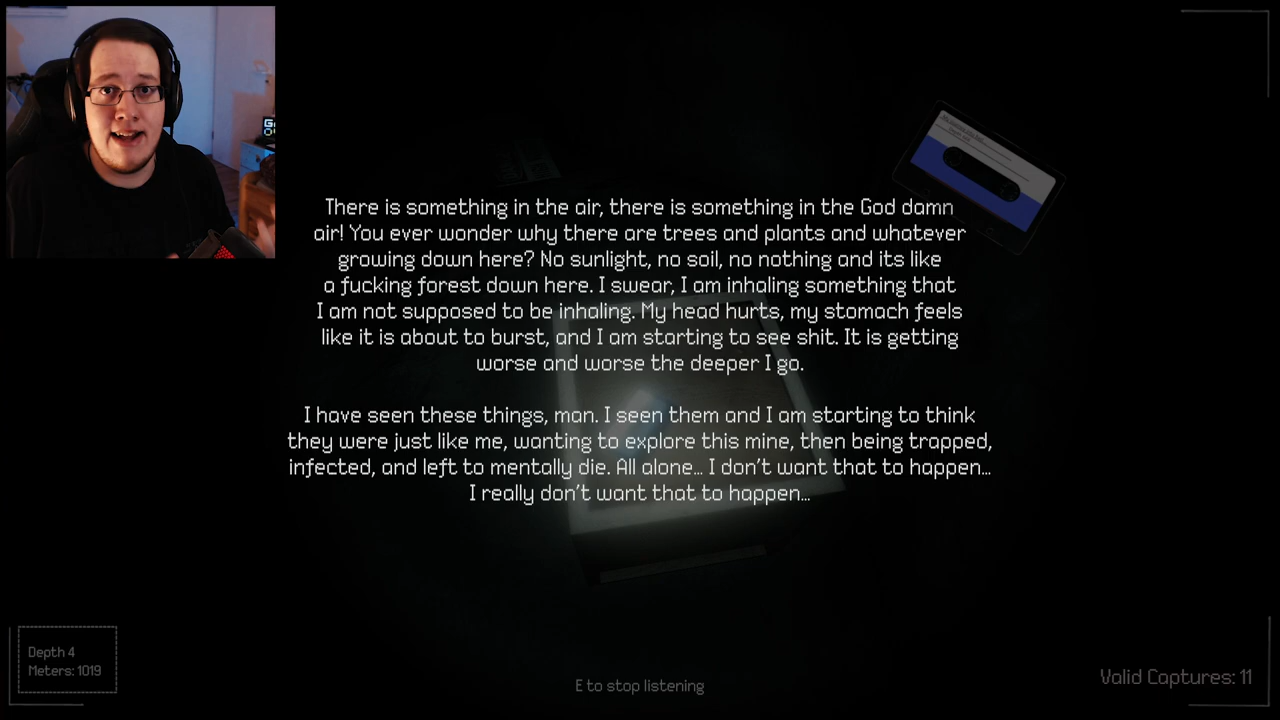 There is something in the air, there is something in the God damn
air! You ever wonder why there are trees and plants and whatever
growing down here? No sunlight, no soil, no nothing and its like
a fucking forest down here. I swear, I am inhaling something that
I am not supposed to be inhaling. My head hurts, my stomach feels
like it is about to burst, and I am starting to see shit. It is getting
worse and worse the deeper I go.
I have seen these things, man. I seen them and I am starting to think
they were just like me, wanting to explore this mine, then being trapped,
infected, and left to mentally die. All alone... I don't want that to happen...
I really don't want that to happen...
Depth 4
Meters: 1019
E to stop listening
Valid Captures: 11